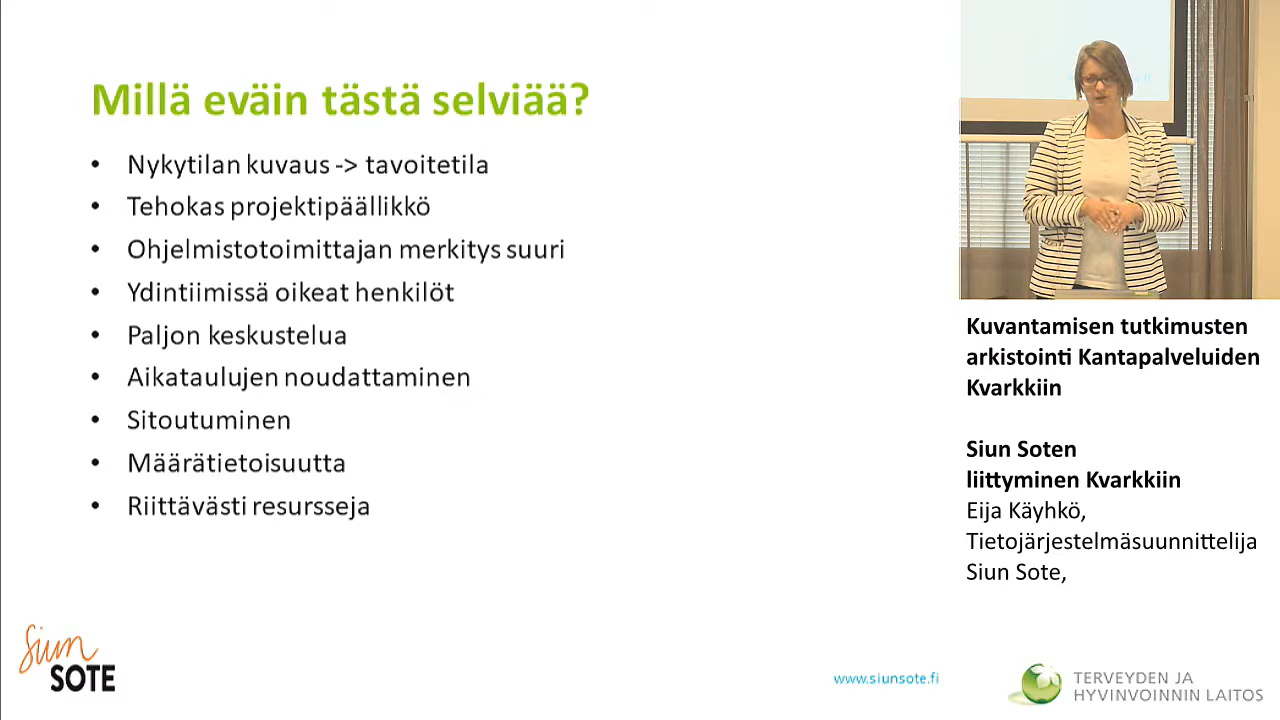 Millä eväin tästä selviää?
• Nykytilan kuvaus -> tavoitetila
• Tehokas projektipäällikkö
• Ohjelmistotoimittajan merkitys suuri
• Ydintiimissä oikeat henkilöt
• Paljon keskustelua
• Aikataulujen noudattaminen
• Sitoutuminen
• Määrätietoisuutta
• Riittävästi resursseja
Kuvantamisen tutkimusten
arkistointi Kantapalveluiden
Kvarkkiin
Siun Soten
liittyminen Kvarkkiin
Eija Käyhkö,
Tietojärjestelmäsuunnittelija
Siun Sote,
Siun
SOTE
www.siunsote.fi
TERVEYDEN JA
HYVINVOINNIN LAITOS